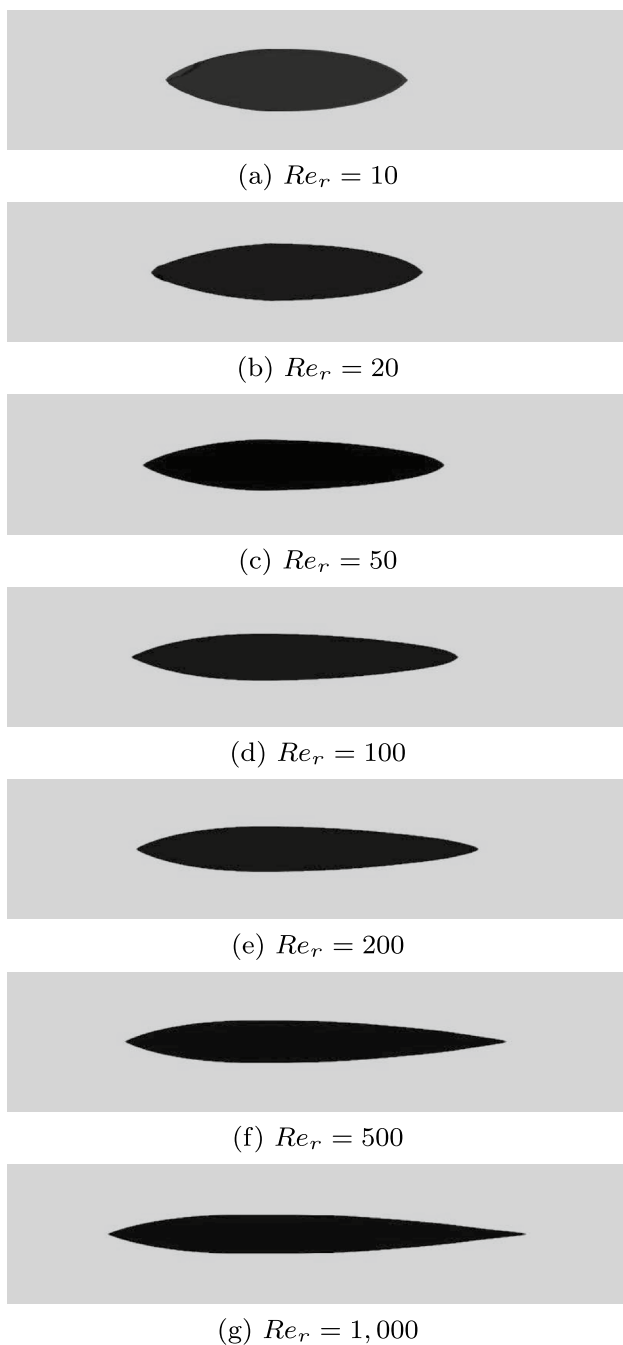 (a) Re_r = 10
(b) Re_r = 20
(c) Re_r = 50
(d) Re_r = 100
(e) Re_r = 200
(f) Re_r = 500
(g) Re_r = 1,000